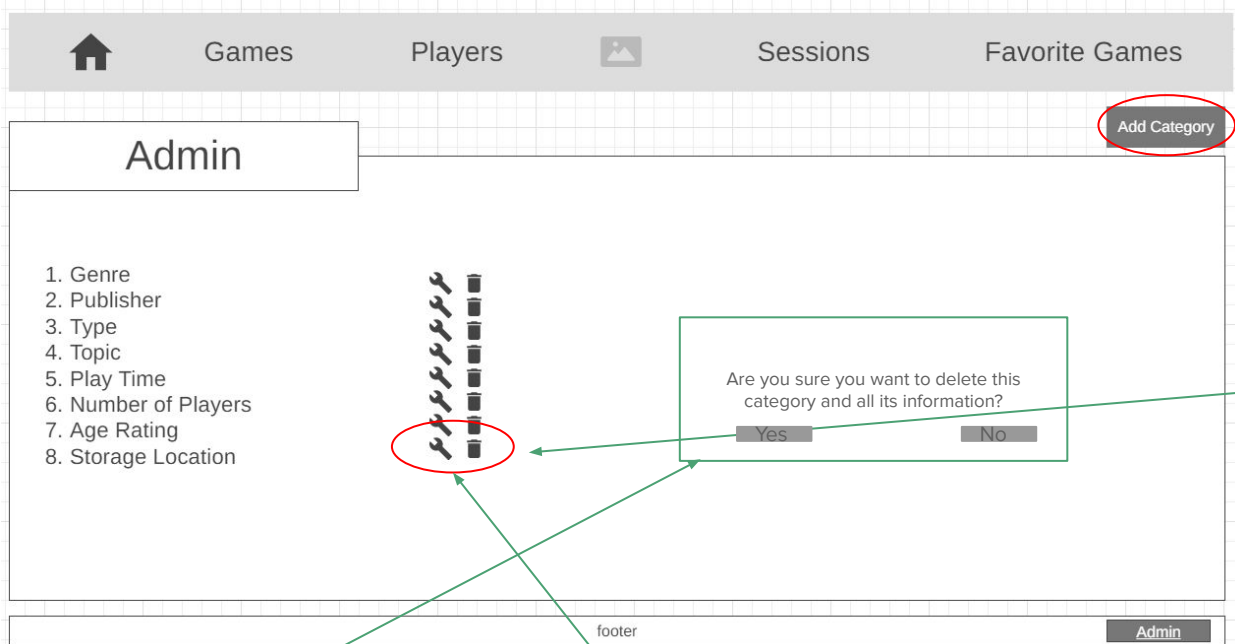 Games Players Sessions Favorite Games
Add Category
Admin
1. Genre
2. Publisher
3. Type
4. Topic
5. Play Time
6. Number of Players
7. Age Rating
8. Storage Location
Are you sure you want to delete this
category and all its information?
Yes No
footer Admin